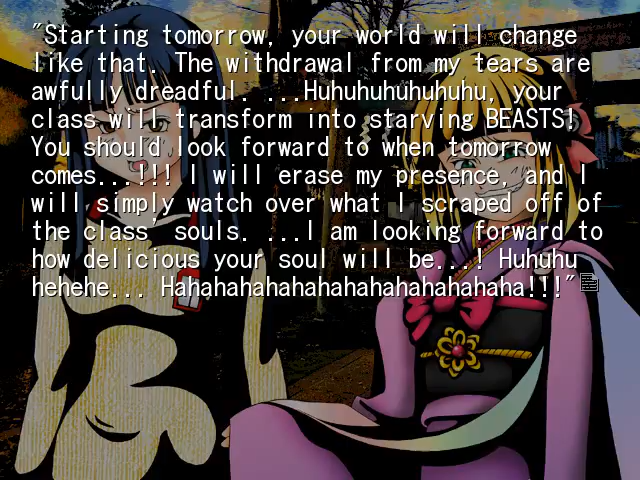 "Starting tomorrow, your world will change
like that. The withdrawal from my tears are
awfully dreadful. ...Huhuhuhuhuhuhu, your
class will transform into starving BEASTS!
You should look forward to when tomorrow
comes...!!! I will erase my presence, and I
will simply watch over what I scraped off of
the class' souls. ...I am looking forward to
how delicious your soul will be...! Huhuhu
hehehe... Hahahahahahahahahahahahahaha!!!"